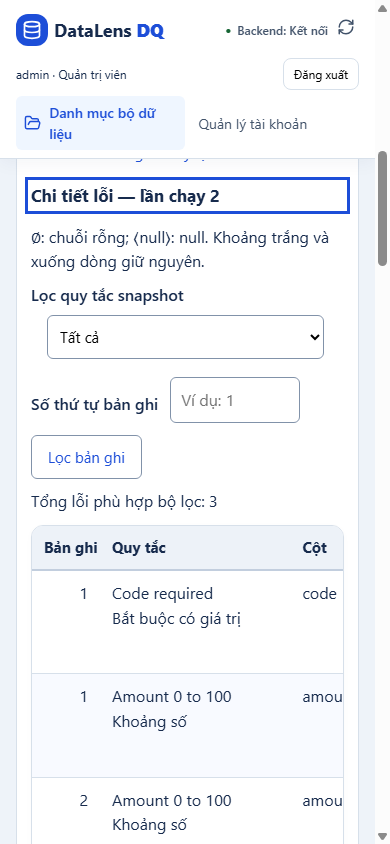 DataLens DQ
Backend: Kết nối
admin · Quản trị viên
Đăng xuất
Danh mục bộ dữ
liệu
Quản lý tài khoản
Chi tiết lỗi — lần chạy 2
∅: chuỗi rỗng; ⟨null⟩: null. Khoảng trắng và
xuống dòng giữ nguyên.
Lọc quy tắc snapshot
Tất cả
Số thứ tự bản ghi
Ví dụ: 1
Lọc bản ghi
Tổng lỗi phù hợp bộ lọc: 3
Bản ghi Quy tắc Cột
1 Code required code
Bắt buộc có giá trị
1 Amount 0 to 100 amou
Khoảng số
2 Amount 0 to 100 amou
Khoảng số